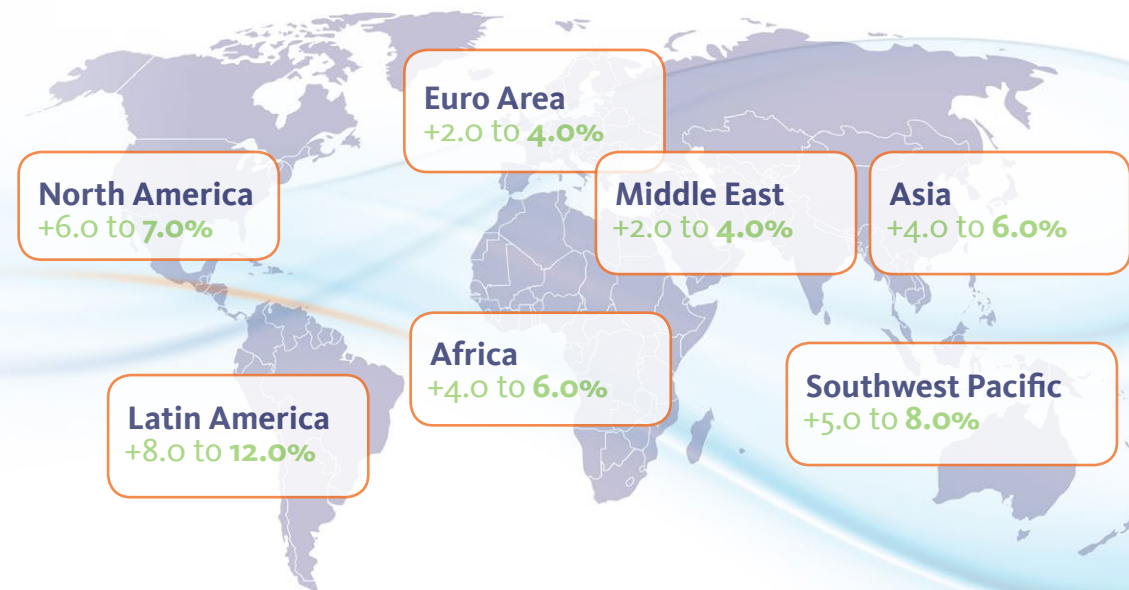 Euro Area
+2.0 to 4.0%
North America
+6.0 to 7.0%
Middle East
+2.0 to 4.0%
Asia
+4.0 to 6.0%
Africa
+4.0 to 6.0%
Southwest Pacific
+5.0 to 8.0%
Latin America
+8.0 to 12.0%